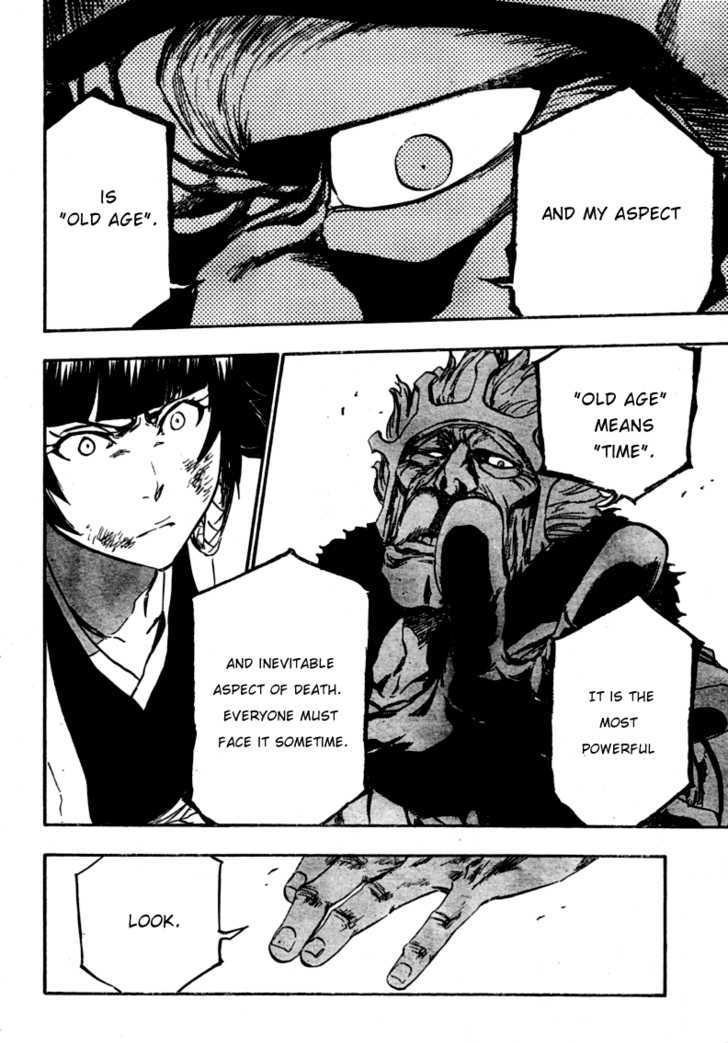 AND MY ASPECT
IS
"OLD AGE".
"OLD AGE"
MEANS
"TIME".
IT IS THE
MOST
POWERFUL
AND INEVITABLE
ASPECT OF DEATH.
EVERYONE MUST
FACE IT SOMETIME.
LOOK.